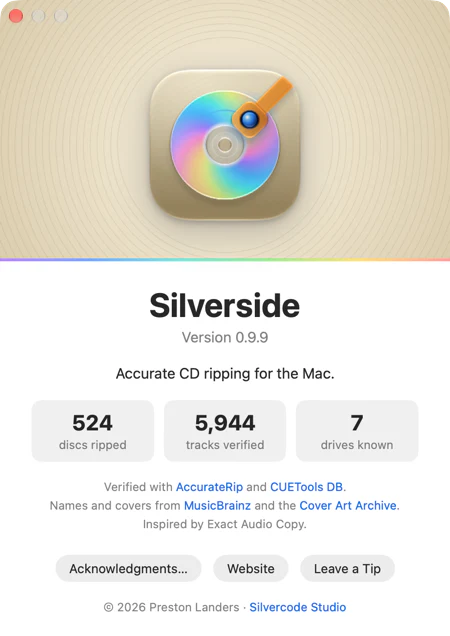 Silverside
Version 0.9.9
Accurate CD ripping for the Mac.
524
discs ripped
5,944
tracks verified
7
drives known
Verified with AccurateRip and CUETools DB.
Names and covers from MusicBrainz and the Cover Art Archive.
Inspired by Exact Audio Copy.
Acknowledgments...
Website
Leave a Tip
© 2026 Preston Landers · Silvercode Studio